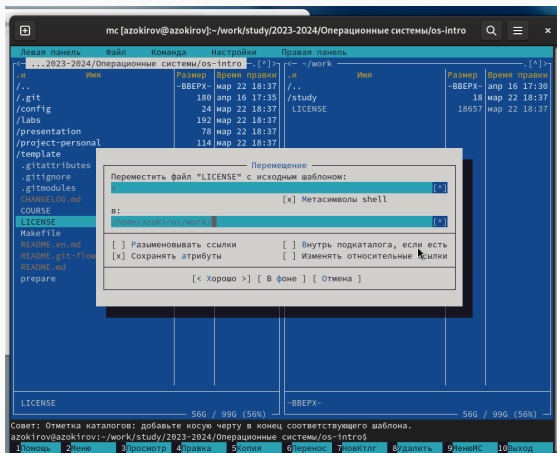 mc [azokirov@azokirov]:~/work/study/2023-2024/Операционные системы/os-intro
Левая панель Файл Команда Настройки Правая панель
<— ...2023-2024/Операционные системы/os-intro —.[^]>
.и Имя Размер Время правки
/.. -ВВЕРХ- мар 22 18:37
/.git 180 апр 16 17:35
/config 24 мар 22 18:37
/labs 192 мар 22 18:37
/presentation 78 мар 22 18:37
/project-personal 114 мар 22 18:37
/template
.gitattributes
.gitignore
.gitmodules
CHANGELOG.md
COURSE
LICENSE
Makefile
README.en.md
README.git-flow
README.md
prepare
LICENSE
56G / 99G (56%)
<— ~/work —.[^]>
.и Имя Размер Время правки
/.. -ВВЕРХ- апр 16 17:30
/study 18 мар 22 18:37
LICENSE 18657 мар 22 18:37
-ВВЕРХ-
56G / 99G (56%)
Перемещение
Переместить файл "LICENSE" с исходным шаблоном:
[^]
[x] Метасимволы shell
в:
/home/azokirov/work/ [^]
[ ] Разыменовывать ссылки [ ] Внутрь подкаталога, если есть
[x] Сохранять атрибуты [ ] Изменять относительные ссылки
[< Хорошо >] [ В фоне ] [ Отмена ]
Совет: Отметка каталогов: добавьте косую черту в конец соответствующего шаблона.
azokirov@azokirov:~/work/study/2023-2024/Операционные системы/os-intro$
1Помощь 2Меню 3Просмотр 4Правка 5Копия 6Перенос 7НовКтлг 8Удалить 9МенюМС 10Выход